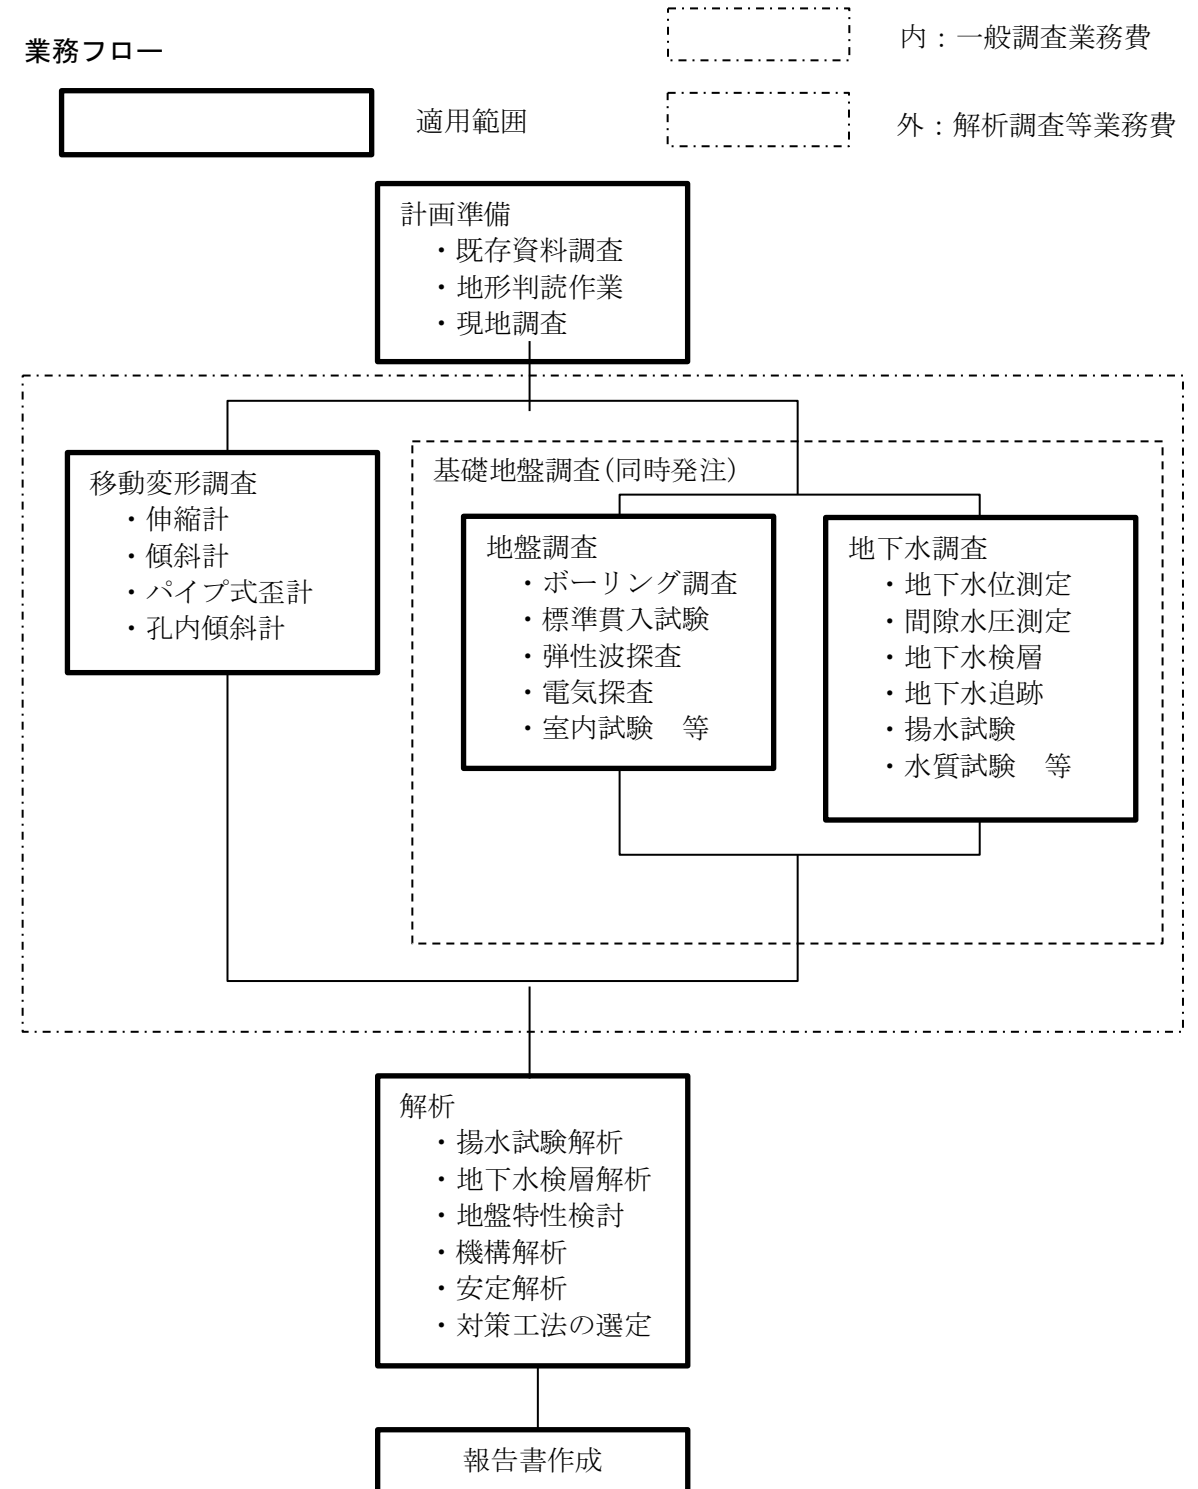 業務フロー
内：一般調査業務費
適用範囲
外：解析調査等業務費
計画準備
・既存資料調査
・地形判読作業
・現地調査
移動変形調査
・伸縮計
・傾斜計
・パイプ式歪計
・孔内傾斜計
基礎地盤調査(同時発注)
地盤調査
・ボーリング調査
・標準貫入試験
・弾性波探査
・電気探査
・室内試験　等
地下水調査
・地下水位測定
・間隙水圧測定
・地下水検層
・地下水追跡
・揚水試験
・水質試験　等
解析
・揚水試験解析
・地下水検層解析
・地盤特性検討
・機構解析
・安定解析
・対策工法の選定
報告書作成